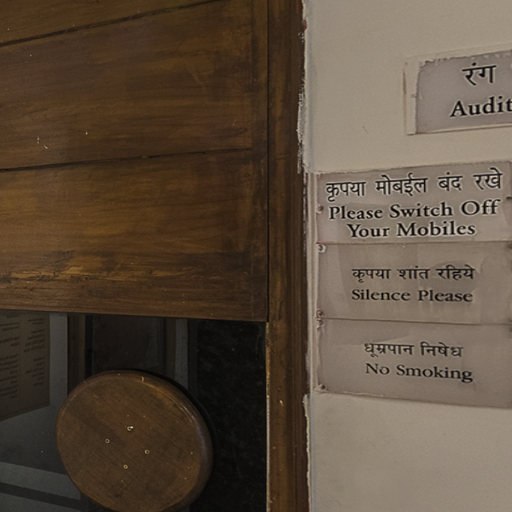 रंग
Audit
कृपया मोबईल बंद रखे
Please Switch Off
Your Mobiles
कृपया शांत रहिये
Silence Please
धूम्रपान निषेध
No Smoking